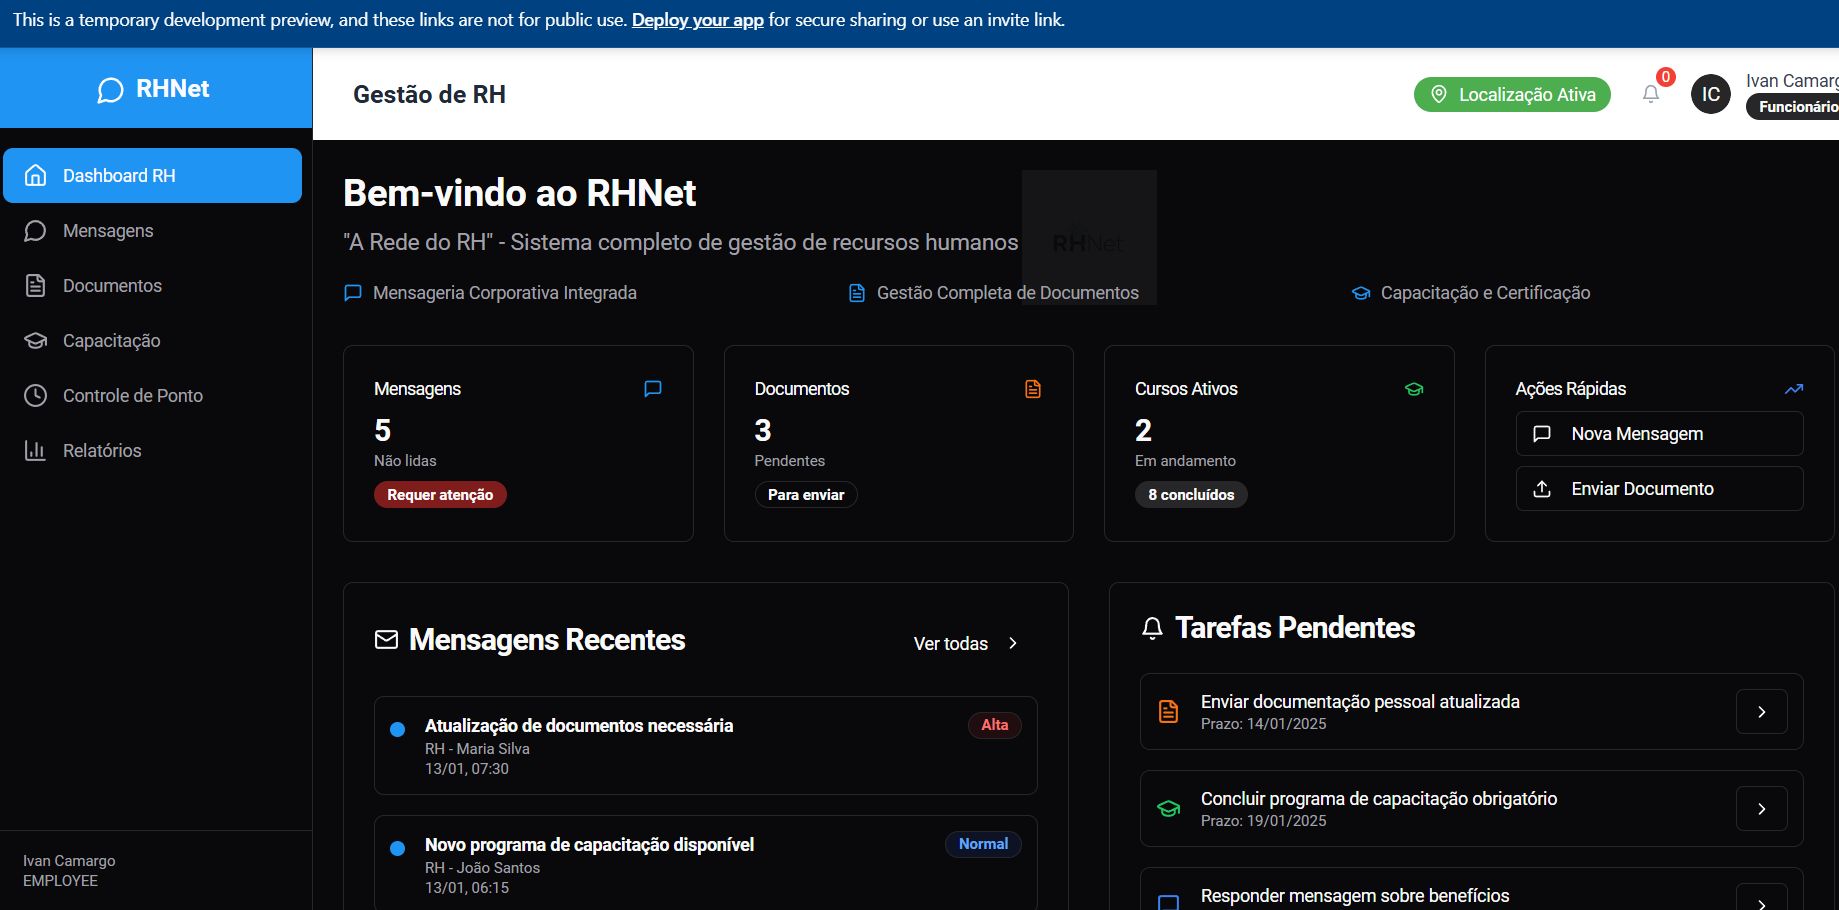 This is a temporary development preview, and these links are not for public use. Deploy your app for secure sharing or use an invite link.
RHNet
Gestão de RH
Localização Ativa
0
IC
Ivan Camarg
Funcionário
Dashboard RH
Mensagens
Documentos
Capacitação
Controle de Ponto
Relatórios
Ivan Camargo
EMPLOYEE
Bem-vindo ao RHNet
"A Rede do RH" - Sistema completo de gestão de recursos humanos
RHNet
Mensageria Corporativa Integrada
Gestão Completa de Documentos
Capacitação e Certificação
Mensagens
5
Não lidas
Requer atenção
Documentos
3
Pendentes
Para enviar
Cursos Ativos
2
Em andamento
8 concluídos
Ações Rápidas
Nova Mensagem
Enviar Documento
Mensagens Recentes
Ver todas
Atualização de documentos necessária
Alta
RH - Maria Silva
13/01, 07:30
Novo programa de capacitação disponível
Normal
RH - João Santos
13/01, 06:15
Tarefas Pendentes
Enviar documentação pessoal atualizada
Prazo: 14/01/2025
Concluir programa de capacitação obrigatório
Prazo: 19/01/2025
Responder mensagem sobre benefícios